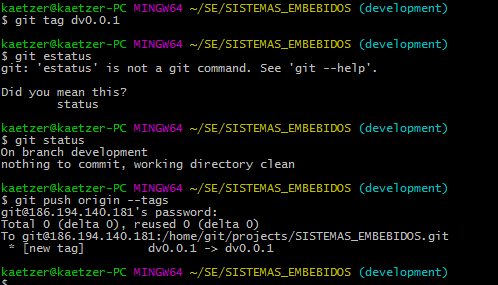 kaetzer@kaetzer-PC MINGW64 ~/SE/SISTEMAS_EMBEBIDOS (development)
$ git tag dv0.0.1
kaetzer@kaetzer-PC MINGW64 ~/SE/SISTEMAS_EMBEBIDOS (development)
$ git estatus
git: 'estatus' is not a git command. See 'git --help'.
Did you mean this?
status
kaetzer@kaetzer-PC MINGW64 ~/SE/SISTEMAS_EMBEBIDOS (development)
$ git status
On branch development
nothing to commit, working directory clean
kaetzer@kaetzer-PC MINGW64 ~/SE/SISTEMAS_EMBEBIDOS (development)
$ git push origin --tags
git@186.194.140.181's password:
Total 0 (delta 0), reused 0 (delta 0)
To git@186.194.140.181:/home/git/projects/SISTEMAS_EMBEBIDOS.git
* [new tag] dv0.0.1 -> dv0.0.1
kaetzer@kaetzer-PC MINGW64 ~/SE/SISTEMAS_EMBEBIDOS (development)
$